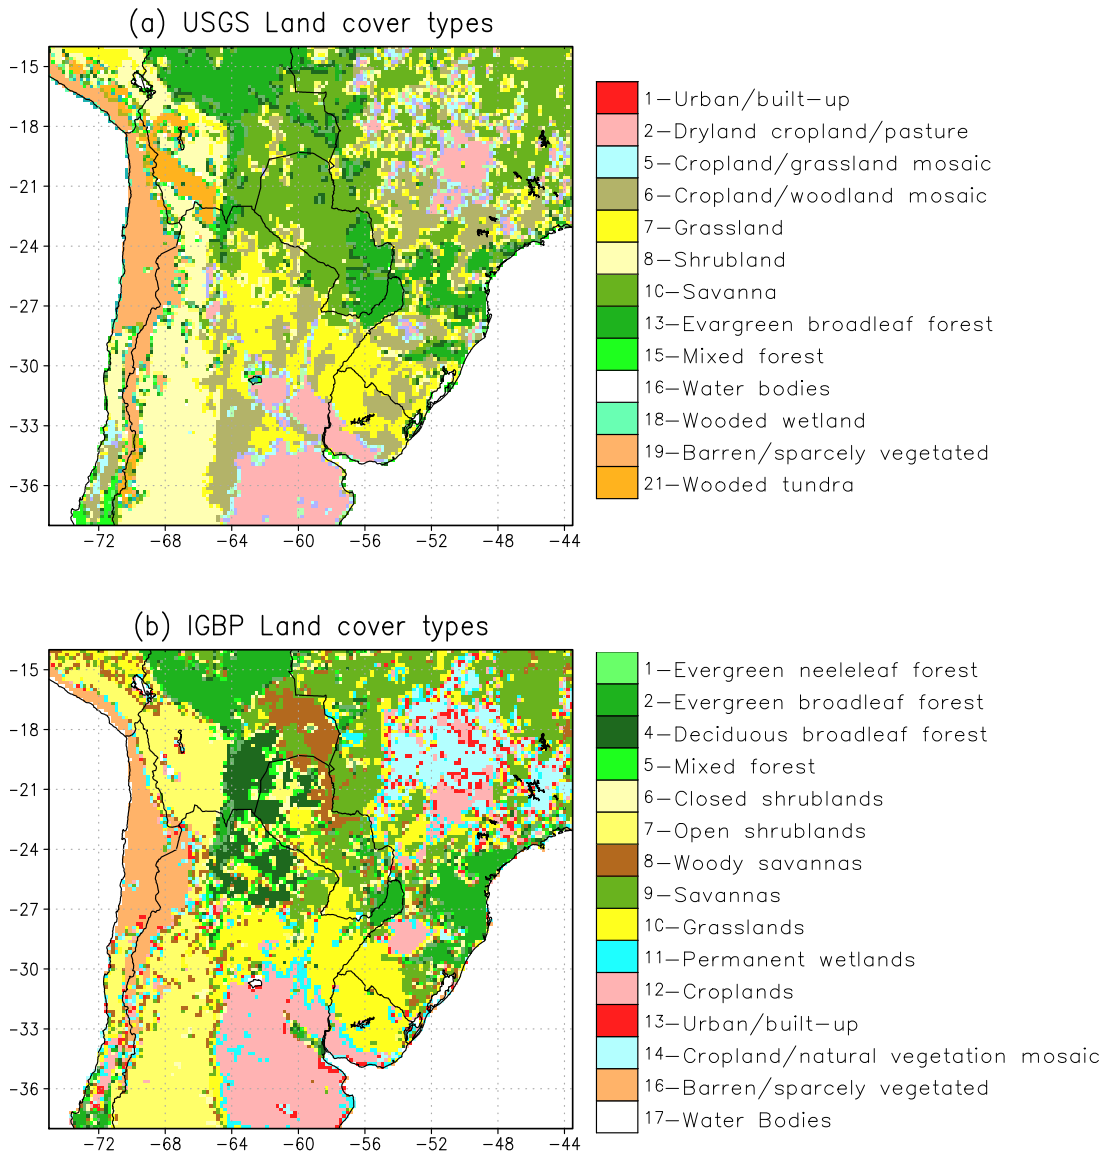 (a) USGS Land cover types
-15
-18
-21
-24
-27
-30
-33
-36
-72 -68 -64 -60 -56 -52 -48 -44
1-Urban/built-up
2-Dryland cropland/pasture
5-Cropland/grassland mosaic
6-Cropland/woodland mosaic
7-Grassland
8-Shrubland
10-Savanna
13-Evargreen broadleaf forest
15-Mixed forest
16-Water bodies
18-Wooded wetland
19-Barren/sparcely vegetated
21-Wooded tundra
(b) IGBP Land cover types
-15
-18
-21
-24
-27
-30
-33
-36
-72 -68 -64 -60 -56 -52 -48 -44
1-Evergreen neeleleaf forest
2-Evergreen broadleaf forest
4-Deciduous broadleaf forest
5-Mixed forest
6-Closed shrublands
7-Open shrublands
8-Woody savannas
9-Savannas
10-Grasslands
11-Permanent wetlands
12-Croplands
13-Urban/built-up
14-Cropland/natural vegetation mosaic
16-Barren/sparcely vegetated
17-Water Bodies